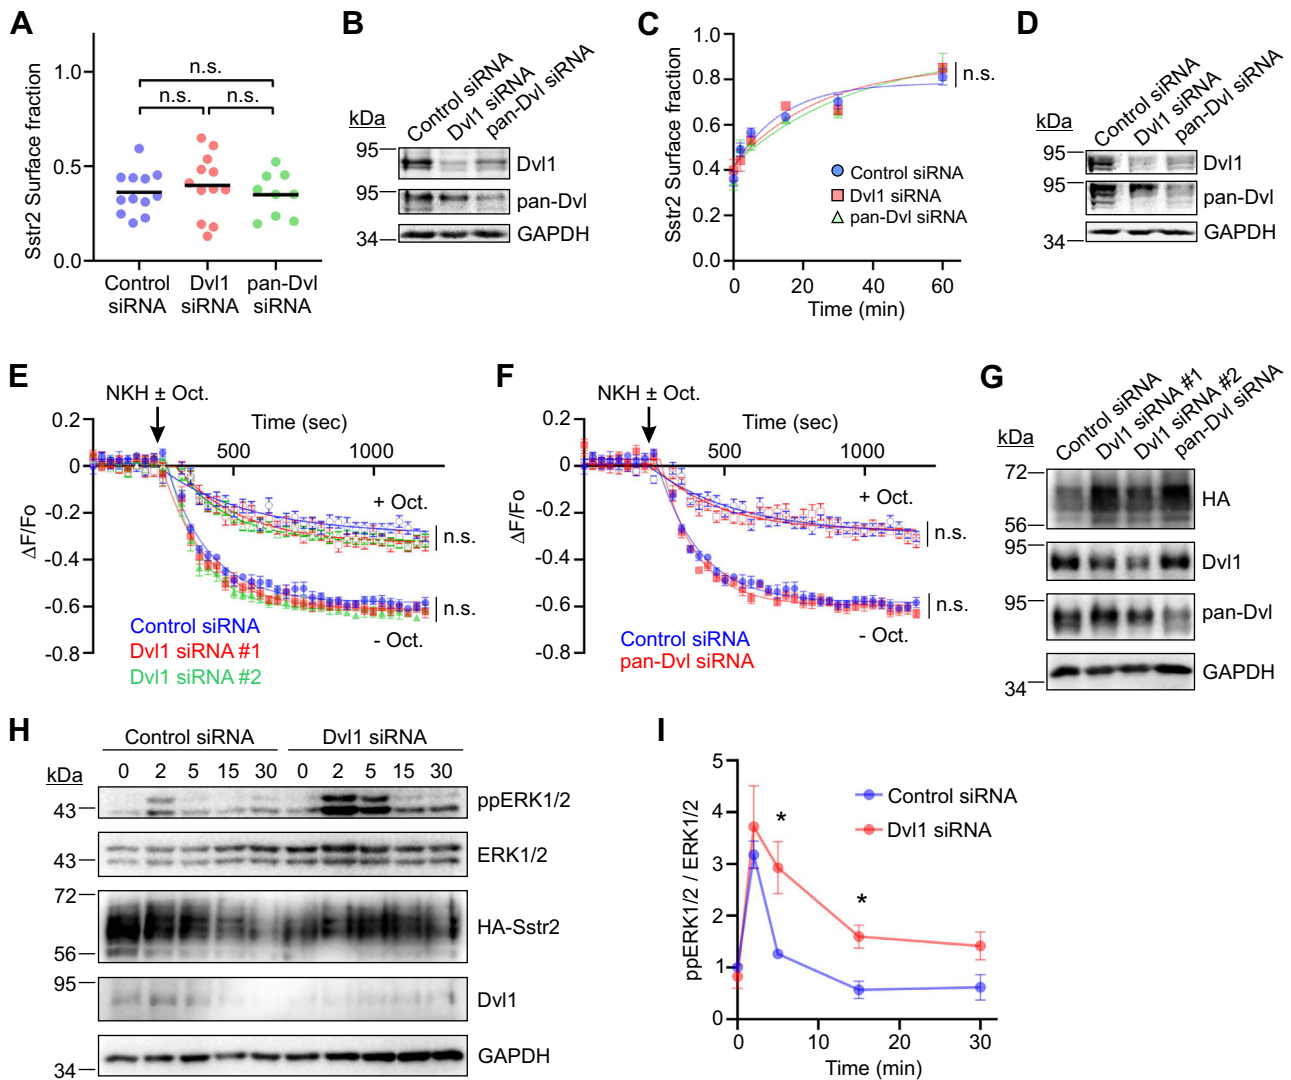 A
Sstr2 Surface fraction
1.0
0.5
0.0
n.s.
n.s.
n.s.
Control siRNA
Dvl1 siRNA
pan-Dvl siRNA
B
kDa
Control siRNA
Dvl1 siRNA
pan-Dvl siRNA
95
Dvl1
95
pan-Dvl
34
GAPDH
C
Sstr2 Surface fraction
1.0
0.8
0.6
0.4
0.2
0.0
0
20
40
60
Time (min)
n.s.
Control siRNA
Dvl1 siRNA
pan-Dvl siRNA
D
kDa
Control siRNA
Dvl1 siRNA
pan-Dvl siRNA
95
Dvl1
95
pan-Dvl
34
GAPDH
E
NKH ± Oct.
Time (sec)
500
1000
ΔF/Fo
0.2
0
-0.2
-0.4
-0.6
-0.8
+ Oct.
n.s.
n.s.
- Oct.
Control siRNA
Dvl1 siRNA #1
Dvl1 siRNA #2
F
NKH ± Oct.
Time (sec)
500
1000
ΔF/Fo
0.2
0
-0.2
-0.4
-0.6
-0.8
+ Oct.
n.s.
n.s.
- Oct.
Control siRNA
pan-Dvl siRNA
G
kDa
Control siRNA
Dvl1 siRNA #1
Dvl1 siRNA #2
pan-Dvl siRNA
72
HA
56
95
Dvl1
95
pan-Dvl
34
GAPDH
H
Control siRNA
Dvl1 siRNA
kDa
0 2 5 15 30 0 2 5 15 30
43
ppERK1/2
43
ERK1/2
72
HA-Sstr2
56
95
Dvl1
34
GAPDH
I
ppERK1/2 / ERK1/2
5
4
3
2
1
0
0
10
20
30
Time (min)
*
*
Control siRNA
Dvl1 siRNA